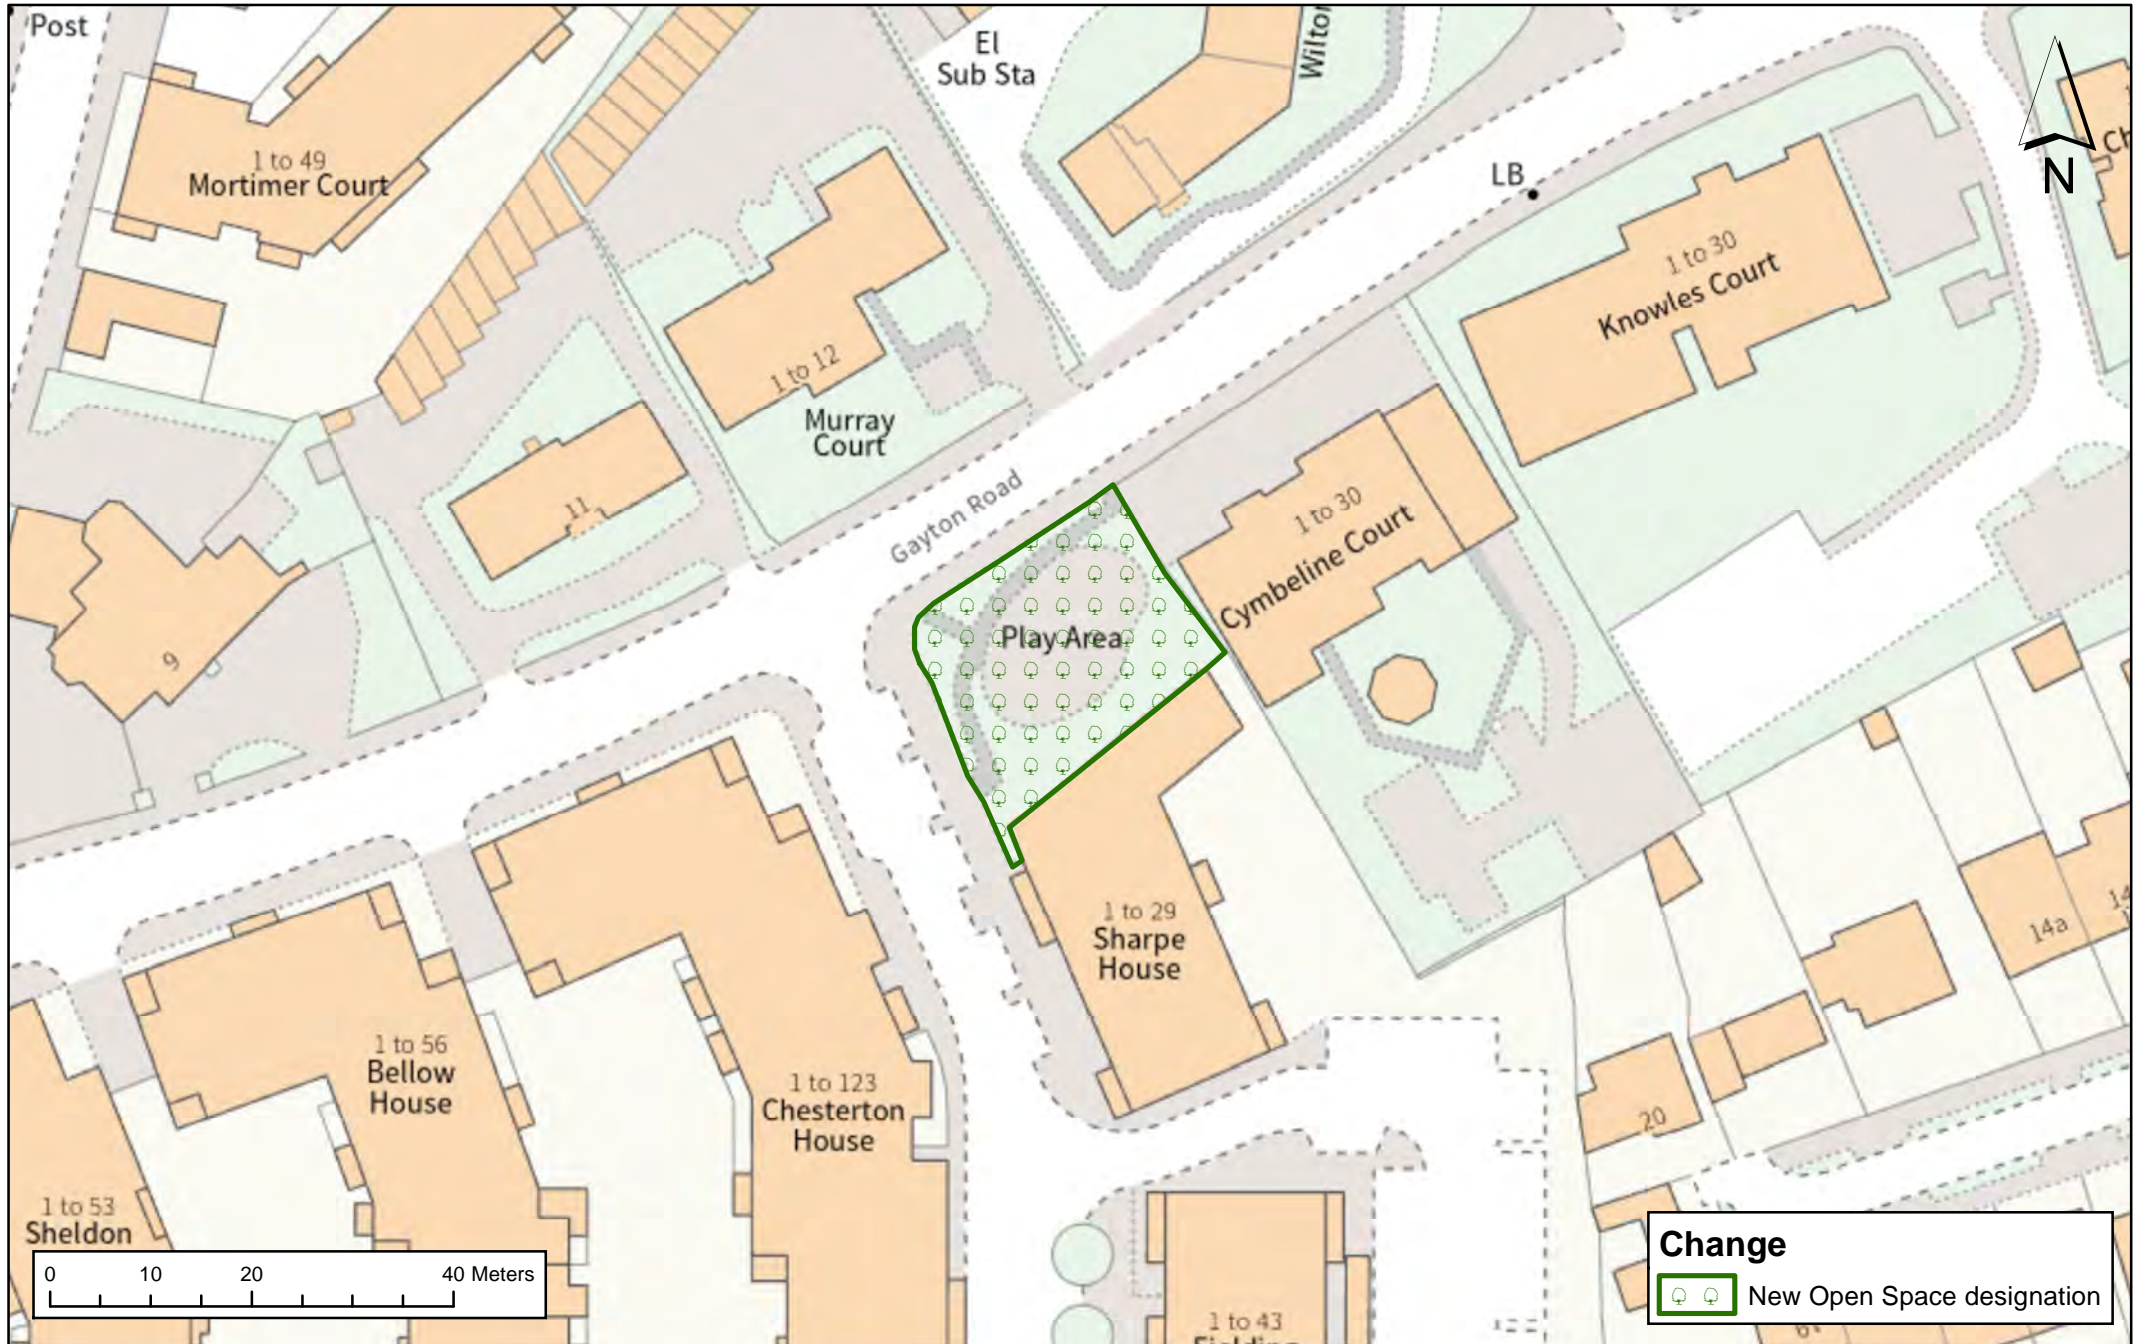 Post
El
Sub Sta
LB
N
1 to 49
Mortimer Court
1 to 30
Knowles Court
1 to 12
Murray
Court
11
9
Gayton Road
1 to 30
Cymbeline Court
Play Area
1 to 29
Sharpe
House
14a
20
1 to 56
Bellow
House
1 to 123
Chesterton
House
1 to 53
Sheldon
1 to 43
0 10 20 40 Meters
Change
New Open Space designation